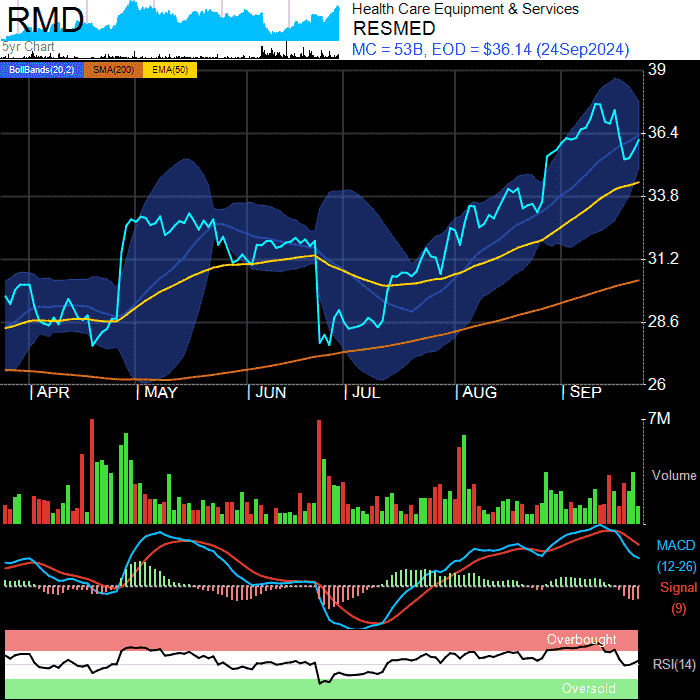 RMD
5yr Chart
Health Care Equipment & Services
RESMED
MC = 53B, EOD = $36.14 (24Sep2024)
BollBands(20,2) SMA(200) EMA(50)
39
36.4
33.8
31.2
28.6
26
APR MAY JUN JUL AUG SEP
7M
Volume
MACD
(12-26)
Signal
(9)
Overbought
RSI(14)
Oversold